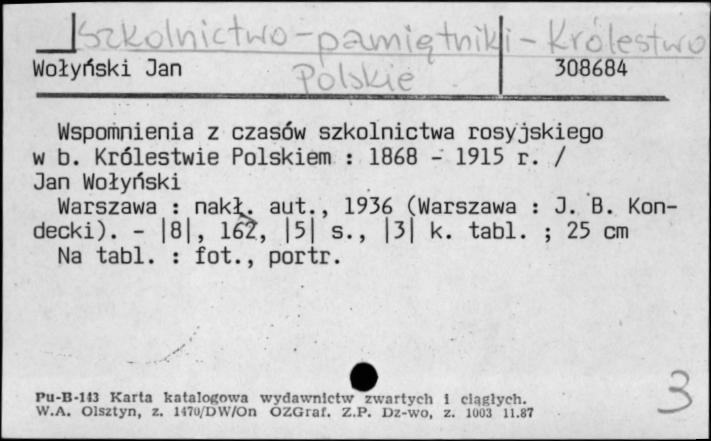 Szkolnictwo - pamiętniki - Królestwo
Polskie
Wołyński Jan 308684
Wspomnienia z czasów szkolnictwa rosyjskiego
w b. Królestwie Polskiem : 1868 - 1915 r. /
Jan Wołyński
Warszawa : nakł. aut., 1936 (Warszawa : J. B. Kon-
decki). - |8|, 162, |5| s., |3| k. tabl. ; 25 cm
Na tabl. : fot., portr.
3
Pu-B-143 Karta katalogowa wydawnictw zwartych i ciągłych.
W.A. Olsztyn, z. 1470/DW/On OZGraf. Z.P. Dz-wo, z. 1003 11.87